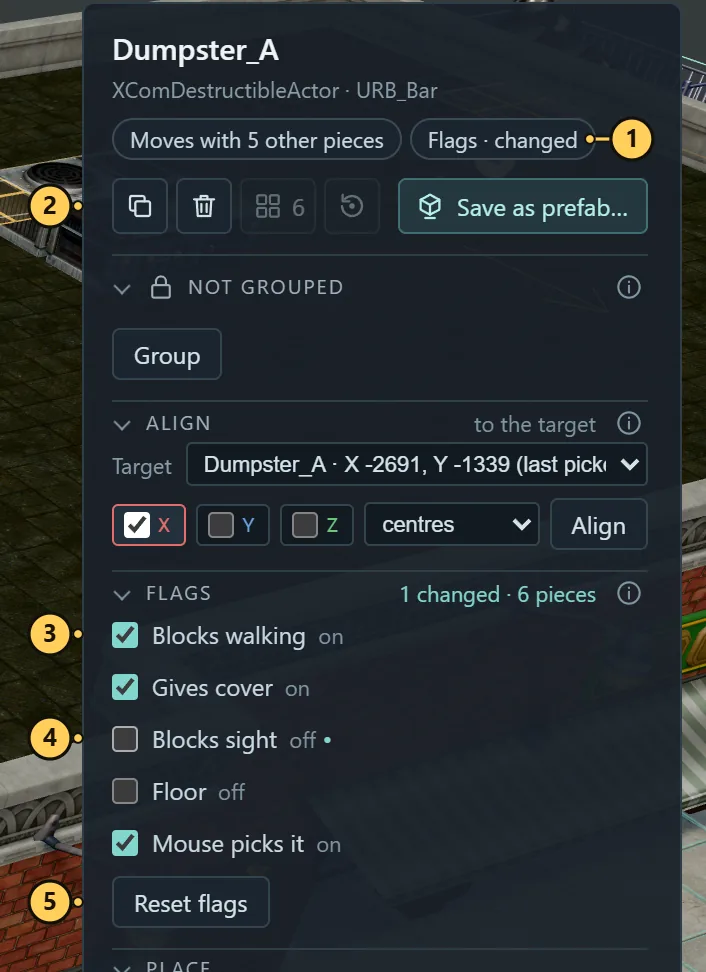 Dumpster_A
XComDestructibleActor · URB_Bar
Moves with 5 other pieces Flags · changed 1
2 6 Save as prefab...
NOT GROUPED
Group
ALIGN to the target
Target Dumpster_A · X -2691, Y -1339 (last picke
X Y Z centres Align
FLAGS 1 changed · 6 pieces
3 Blocks walking on
Gives cover on
4 Blocks sight off •
Floor off
Mouse picks it on
5 Reset flags
PLACE